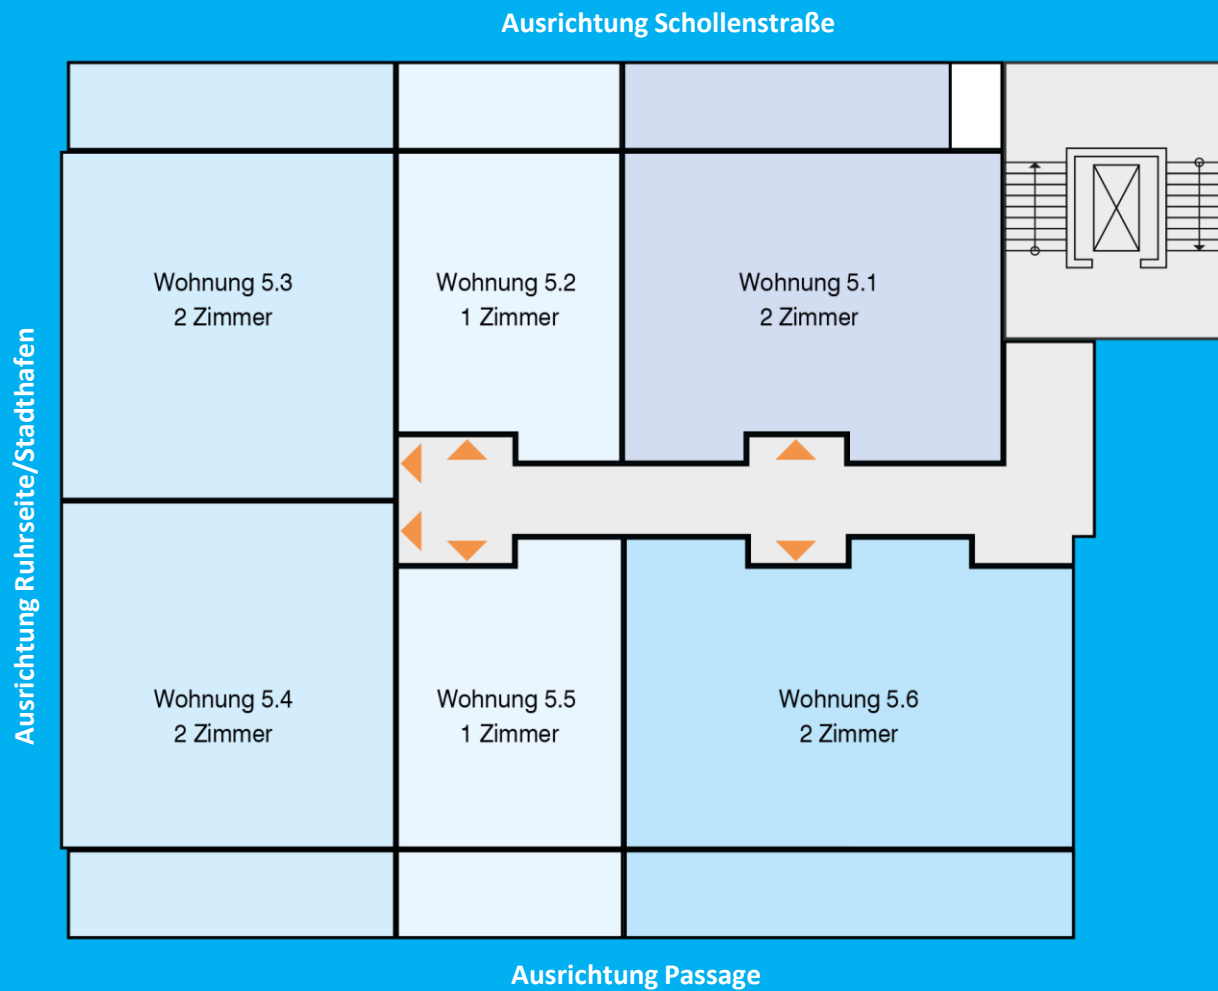 Ausrichtung Schollenstraße
Wohnung 5.3
2 Zimmer
Wohnung 5.2
1 Zimmer
Wohnung 5.1
2 Zimmer
Ausrichtung Ruhrseite/Stadthafen
Wohnung 5.4
2 Zimmer
Wohnung 5.5
1 Zimmer
Wohnung 5.6
2 Zimmer
Ausrichtung Passage